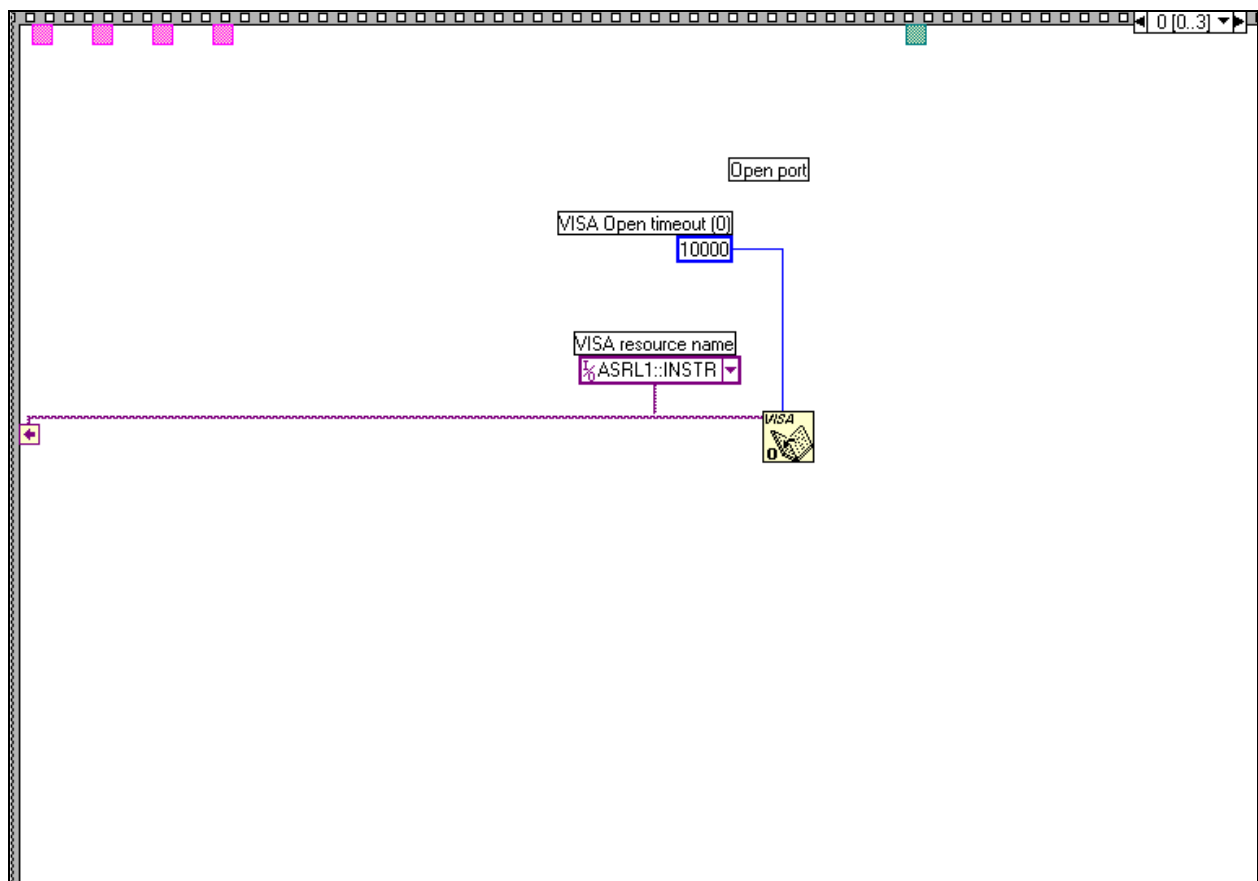 0 [0..3]
Open port
VISA Open timeout (0)
10000
VISA resource name
I/O ASRL1::INSTR
VISA
0